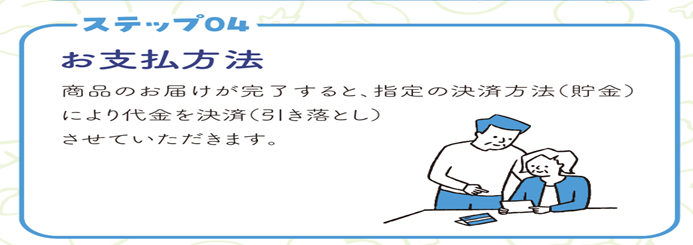 ステップ04
お支払方法
商品のお届けが完了すると、指定の決済方法(貯金)
により代金を決済(引き落とし)
させていただきます。